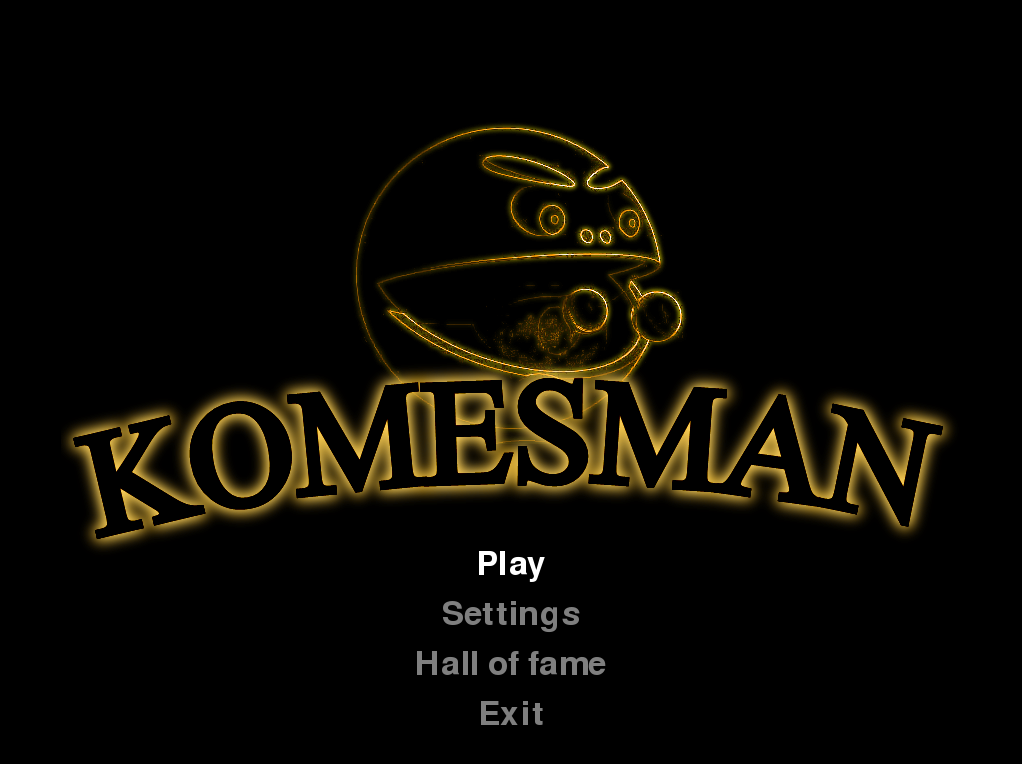 KOMESMAN
Play
Settings
Hall of fame
Exit